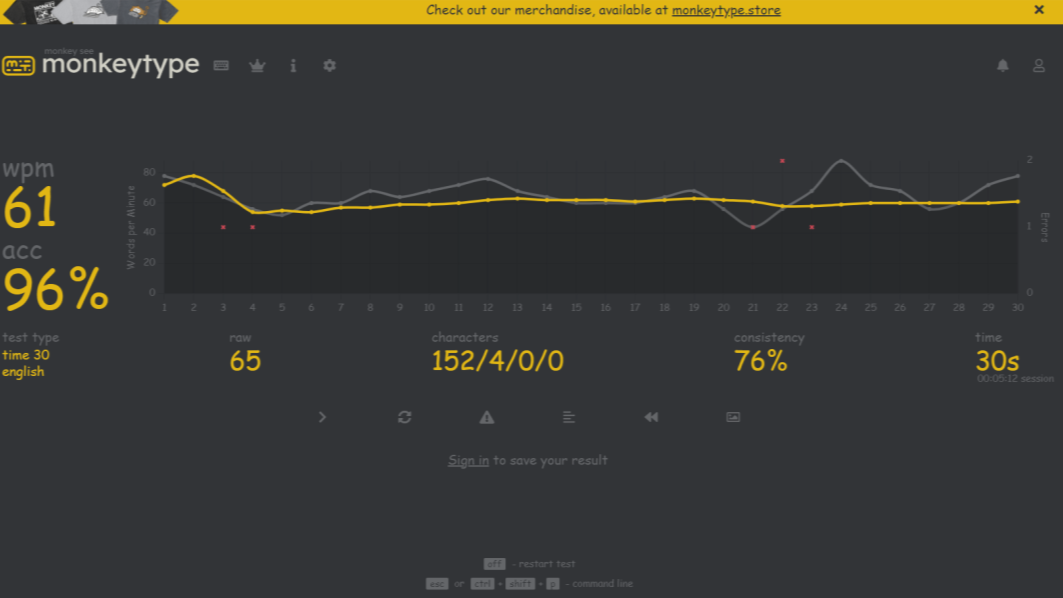 Check out our merchandise, available at monkeytype.store
monkey see
monkeytype
wpm
61
acc
96%
Words per Minute
80
60
40
20
0
2
1
0
Errors
1 2 3 4 5 6 7 8 9 10 11 12 13 14 15 16 17 18 19 20 21 22 23 24 25 26 27 28 29 30
test type
time 30
english
raw
65
characters
152/4/0/0
consistency
76%
time
30s
00:05:12 session
Sign in to save your result
off - restart test
esc or ctrl + shift + p - command line